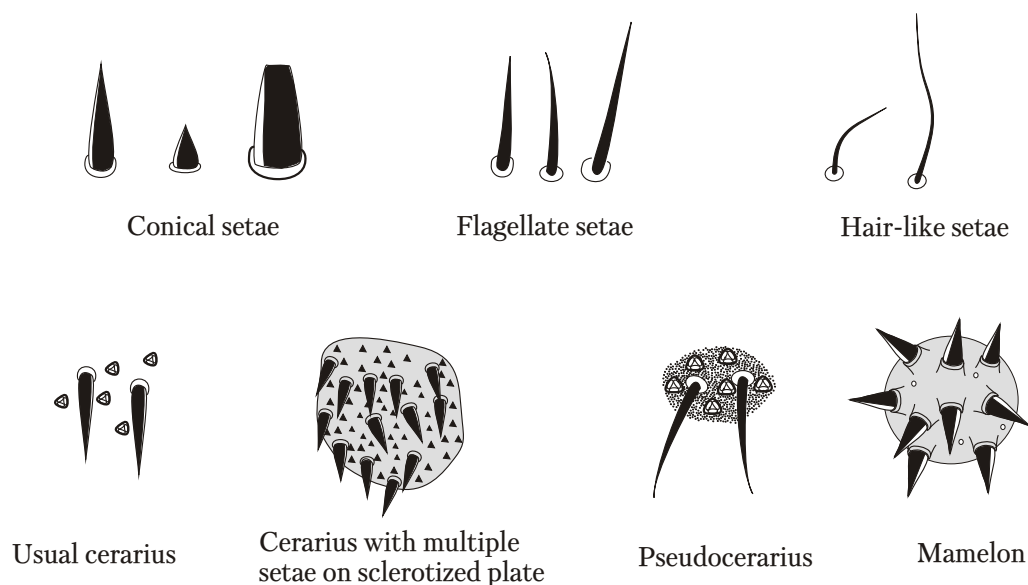 Conical setae
Flagellate setae
Hair-like setae
Usual cerarius
Cerarius with multiple
setae on sclerotized plate
Pseudocerarius
Mamelon